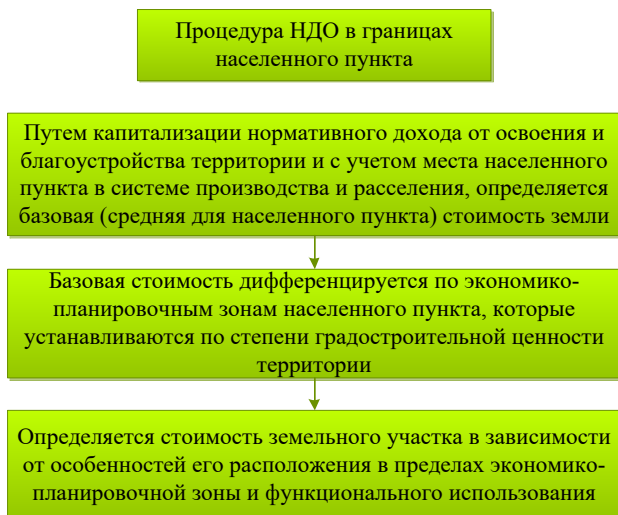 Процедура НДО в границах
населенного пункта
Путем капитализации нормативного дохода от освоения и
благоустройства территории и с учетом места населенного
пункта в системе производства и расселения, определяется
базовая (средняя для населенного пункта) стоимость земли
Базовая стоимость дифференцируется по экономико-
планировочным зонам населенного пункта, которые
устанавливаются по степени градостроительной ценности
территории
Определяется стоимость земельного участка в зависимости
от особенностей его расположения в пределах экономико-
планировочной зоны и функционального использования